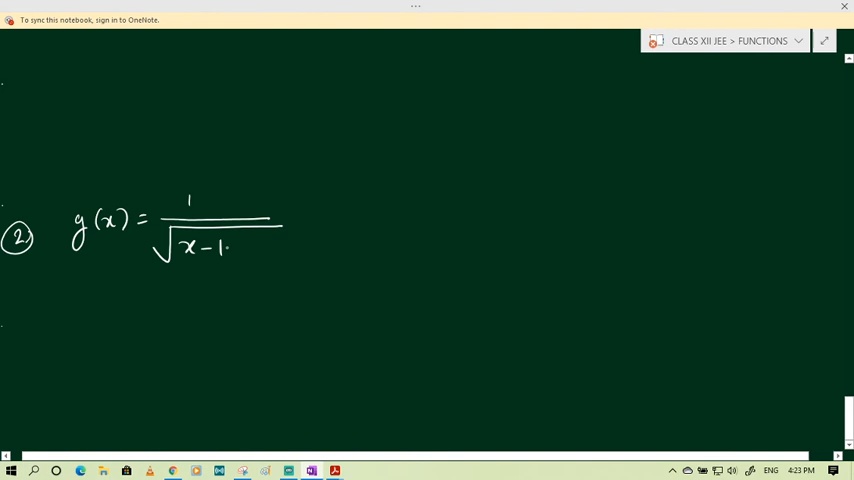 To sync this notebook, sign in to OneNote.
CLASS XII JEE > FUNCTIONS
② g(x) = 1/√(x-1
ENG 4:23 PM